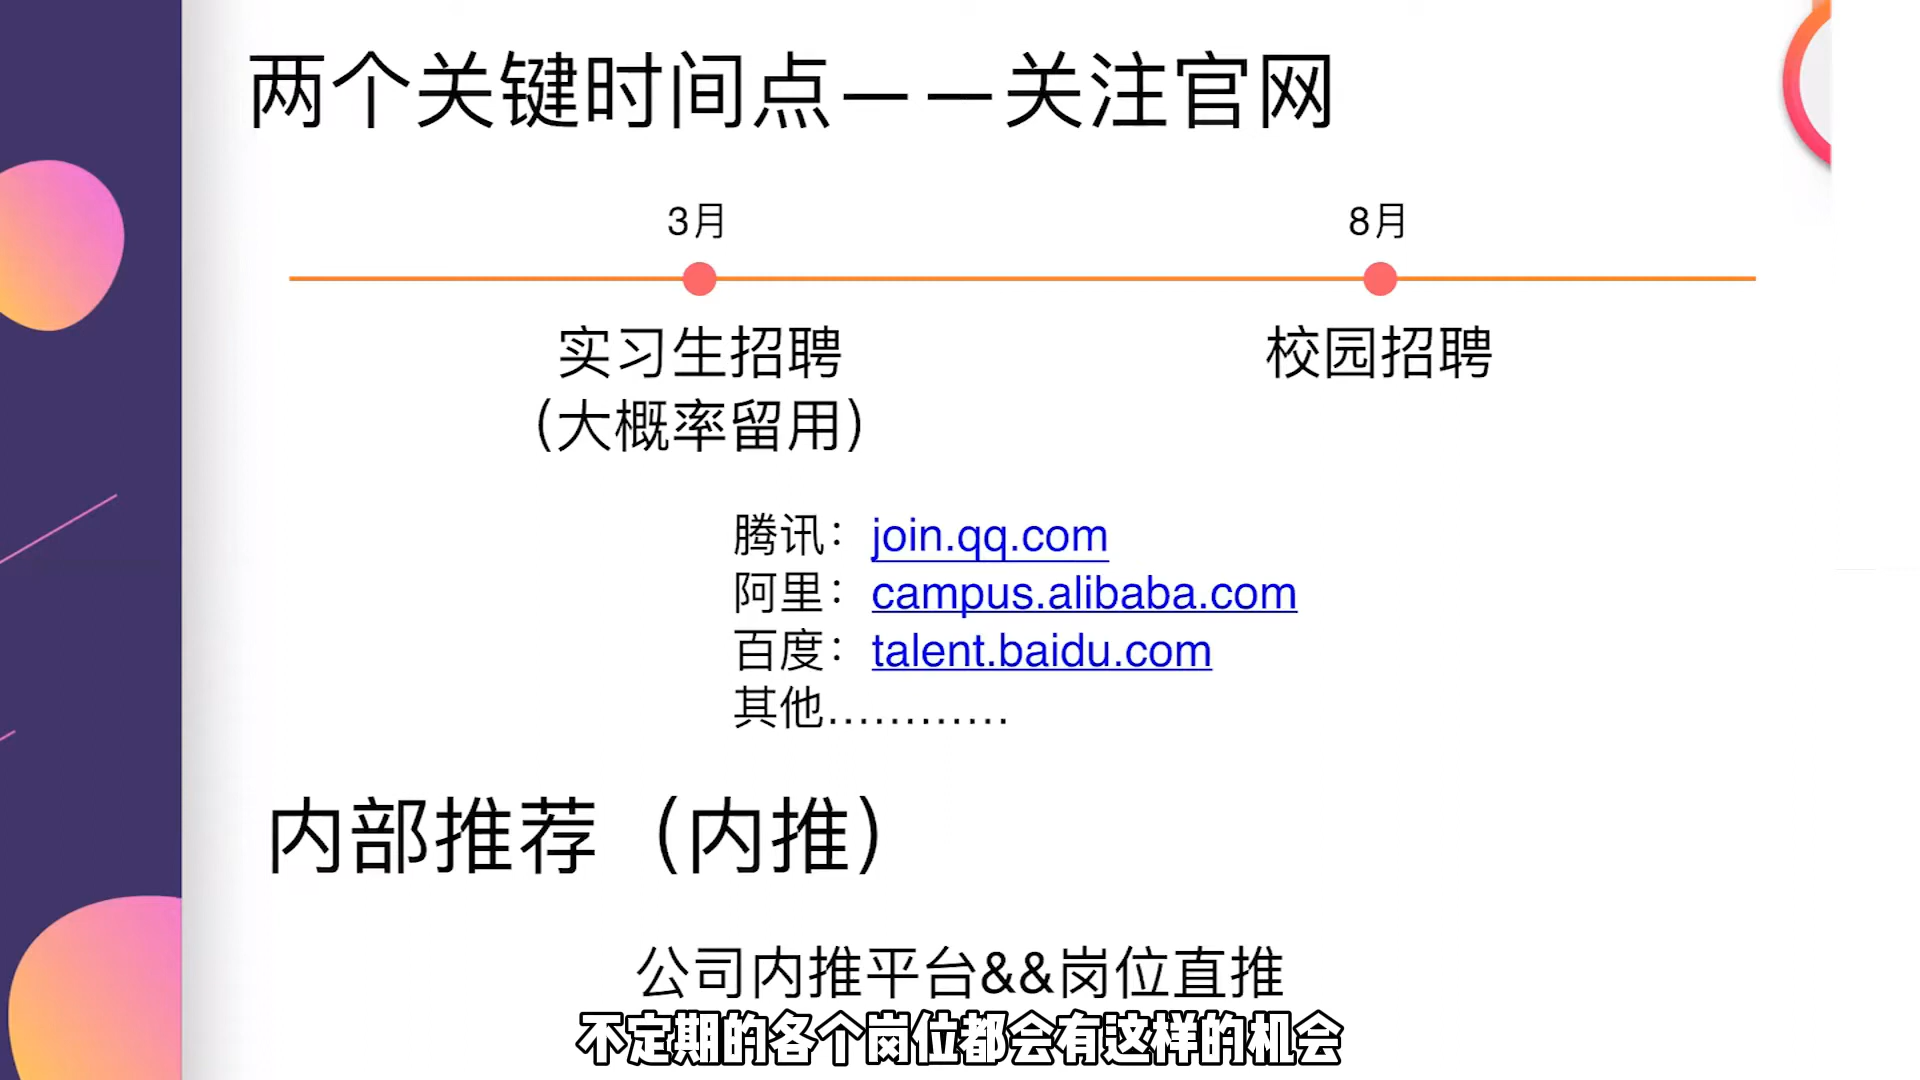 两个关键时间点——关注官网
3月
8月
实习生招聘
（大概率留用）
校园招聘
腾讯：join.qq.com
阿里：campus.alibaba.com
百度：talent.baidu.com
其他…………
内部推荐（内推）
公司内推平台&&岗位直推
不定期的各个岗位都会有这样的机会